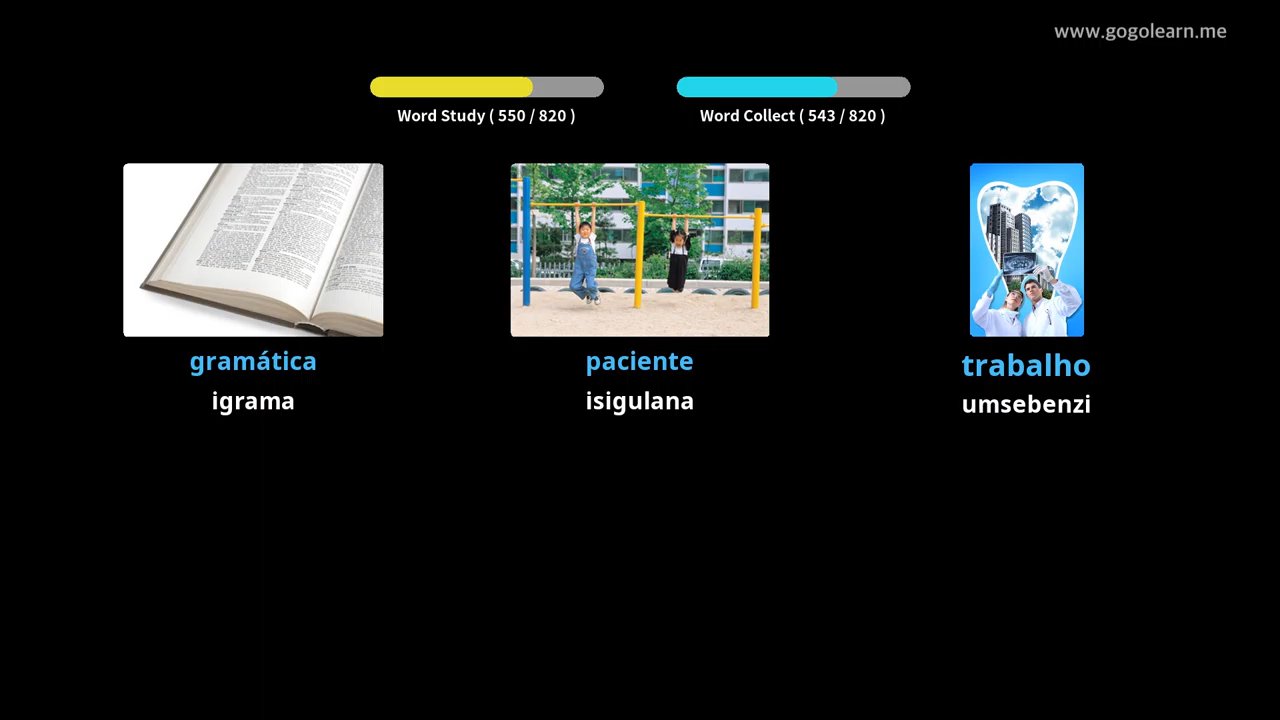 www.gogolearn.me
Word Study ( 550 / 820 )
Word Collect ( 543 / 820 )
gramática
igrama
paciente
isigulana
trabalho
umsebenzi